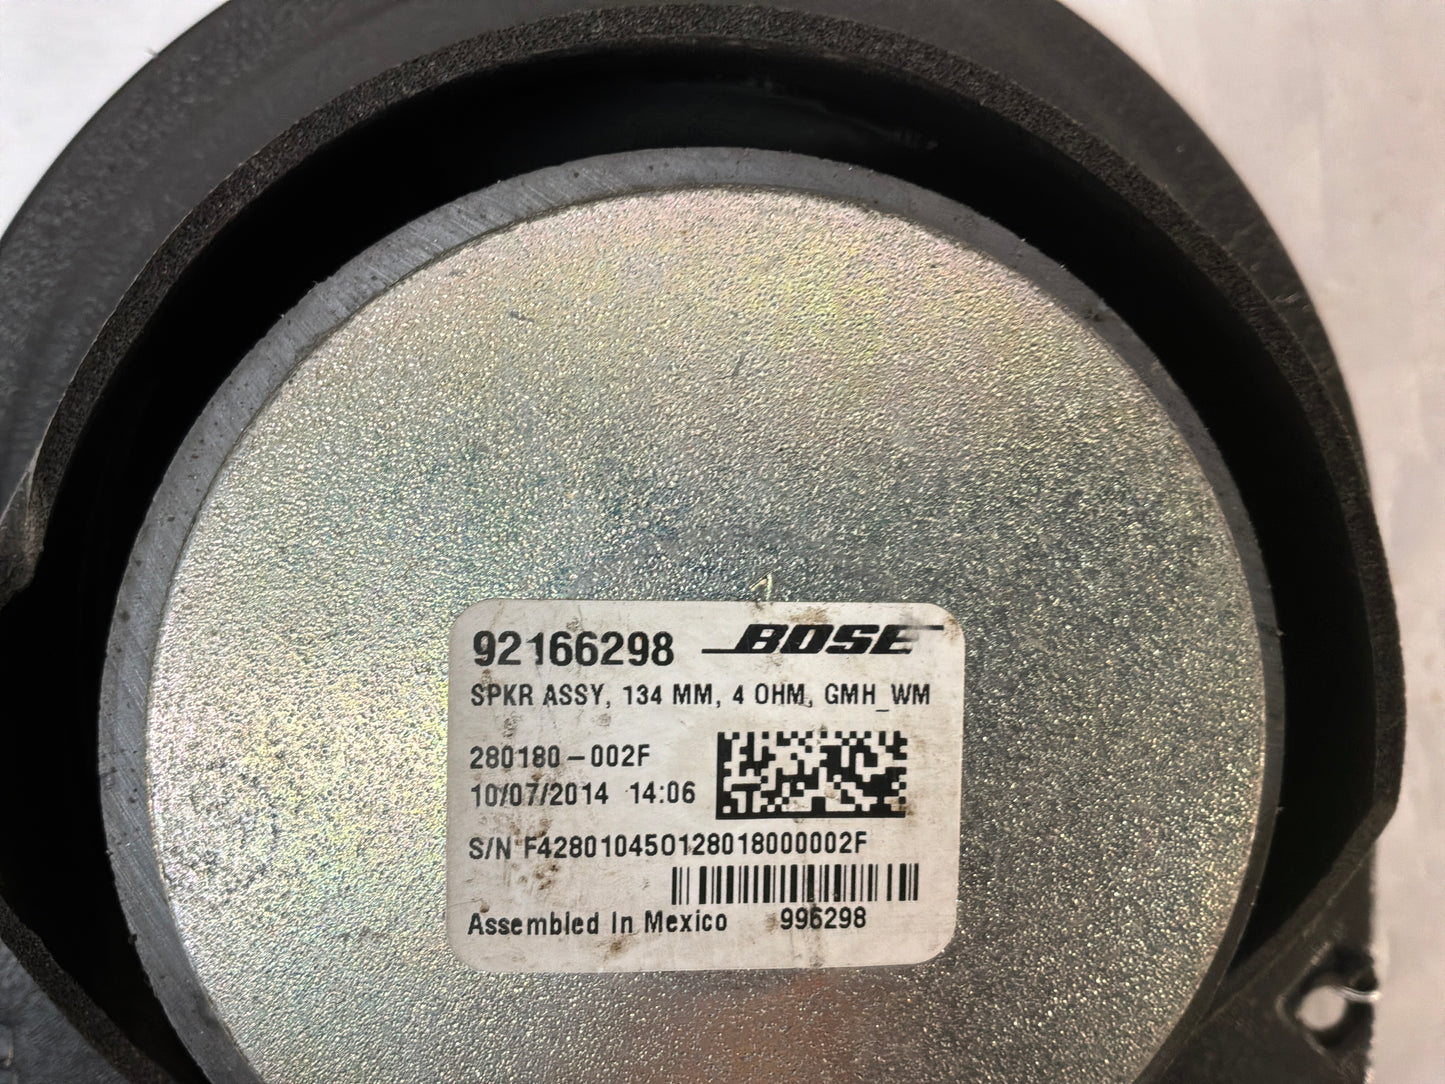 92166298 BOSE
SPKR ASSY, 134 MM, 4 OHM, GMH_WM
280180-002F
10/07/2014 14:06
S/N F428010450128018000002F
Assembled In Mexico 996298